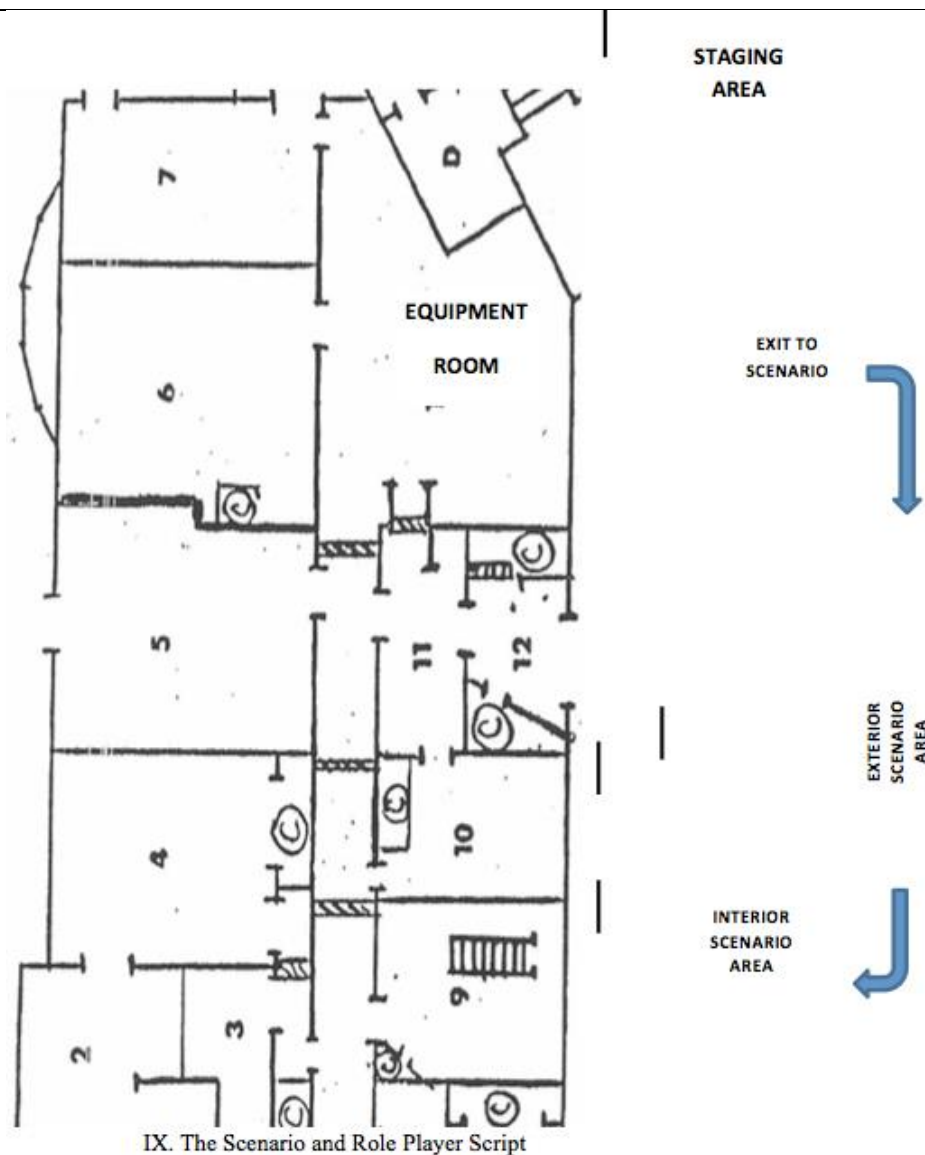 STAGING
AREA
7
D
EQUIPMENT
ROOM
EXIT TO
SCENARIO
6
C
C
5
11
12
C
EXTERIOR
SCENARIO
AREA
C
C
4
10
INTERIOR
SCENARIO
AREA
9
3
2
C
C
C
IX. The Scenario and Role Player Script